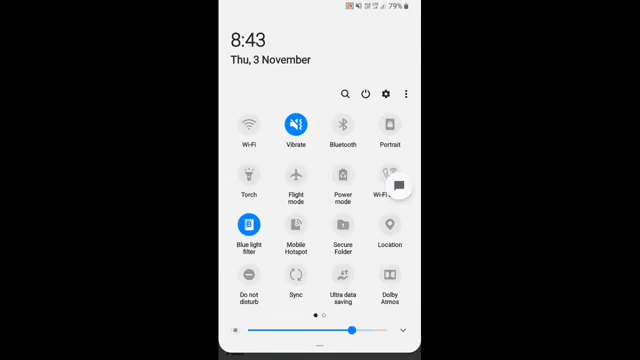 79%
8:43
Thu, 3 November
Wi-Fi
Vibrate
Bluetooth
Portrait
Torch
Flight
mode
Power
mode
Wi-Fi
Blue light
filter
Mobile
Hotspot
Secure
Folder
Location
Do not
disturb
Sync
Ultra data
saving
Dolby
Atmos